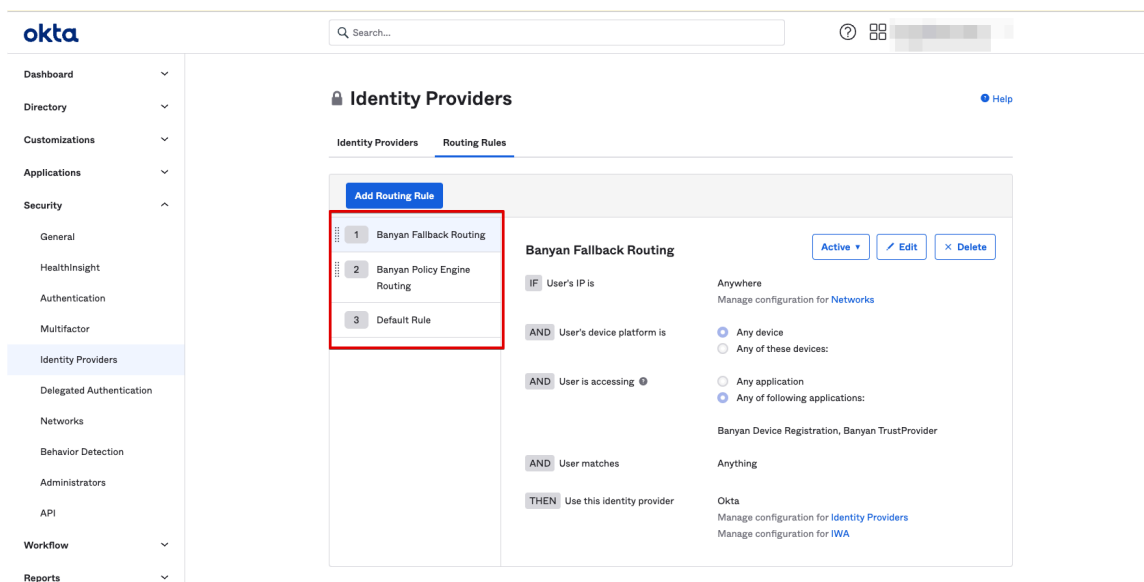 okta
Search...
Dashboard
Directory
Customizations
Applications
Security
General
HealthInsight
Authentication
Multifactor
Identity Providers
Delegated Authentication
Networks
Behavior Detection
Administrators
API
Workflow
Reports
Identity Providers
Help
Identity Providers Routing Rules
Add Routing Rule
1 Banyan Fallback Routing
2 Banyan Policy Engine
Routing
3 Default Rule
Banyan Fallback Routing
Active Edit Delete
IF User's IP is Anywhere
Manage configuration for Networks
AND User's device platform is Any device
Any of these devices:
AND User is accessing Any application
Any of following applications:
Banyan Device Registration, Banyan TrustProvider
AND User matches Anything
THEN Use this identity provider Okta
Manage configuration for Identity Providers
Manage configuration for IWA